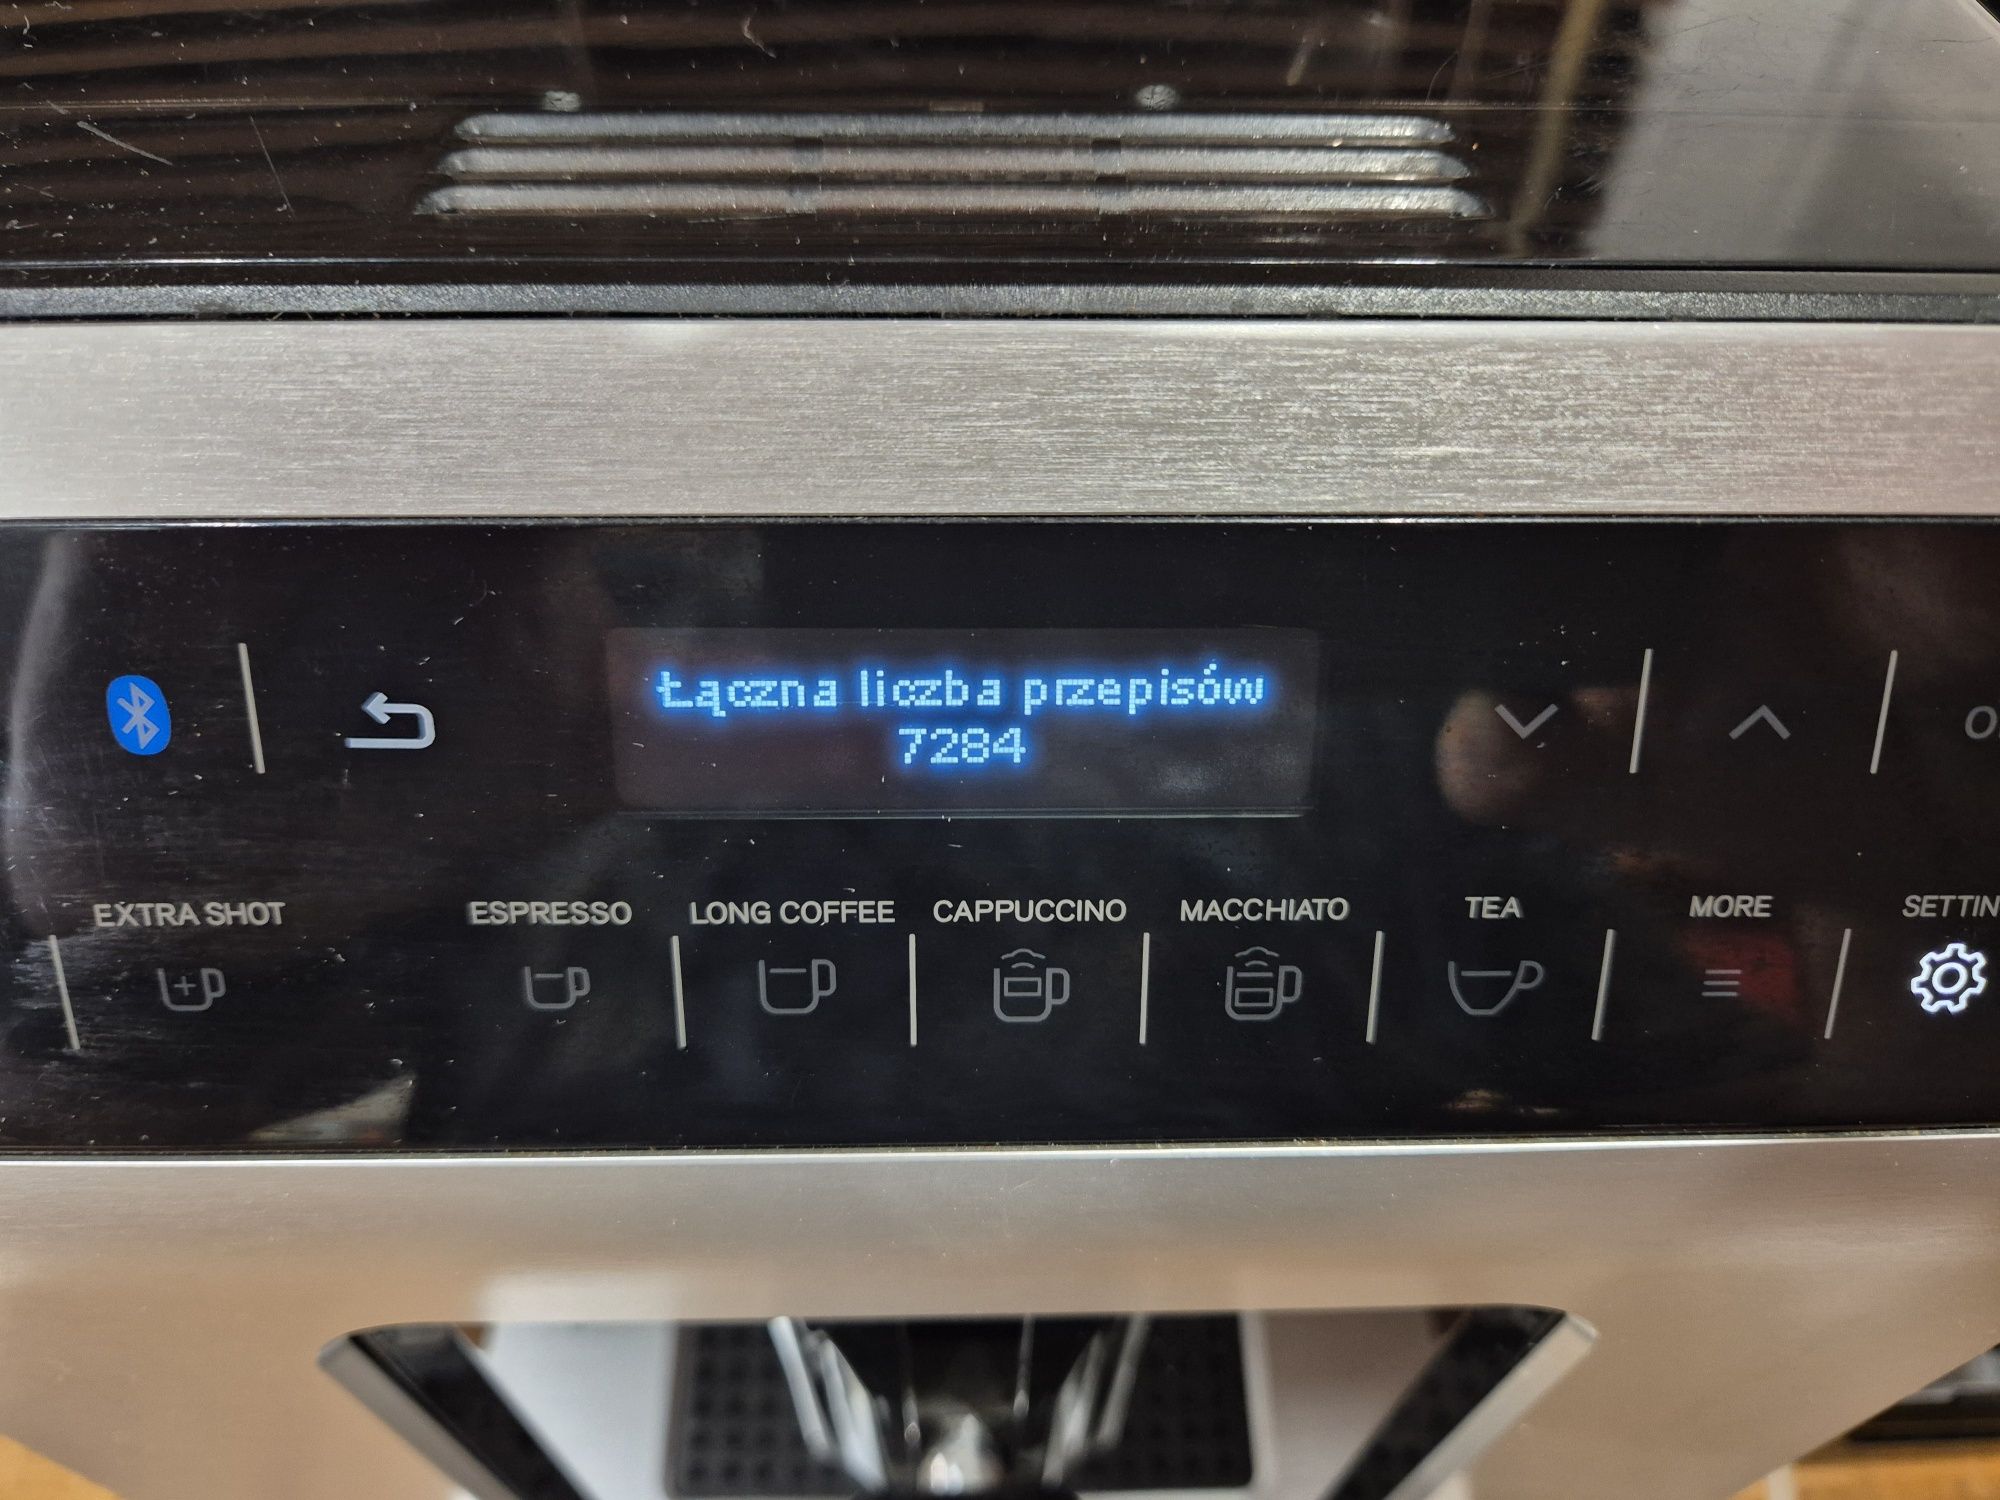 Łączna liczba przepisów
7284
EXTRA SHOT
ESPRESSO
LONG COFFEE
CAPPUCCINO
MACCHIATO
TEA
MORE